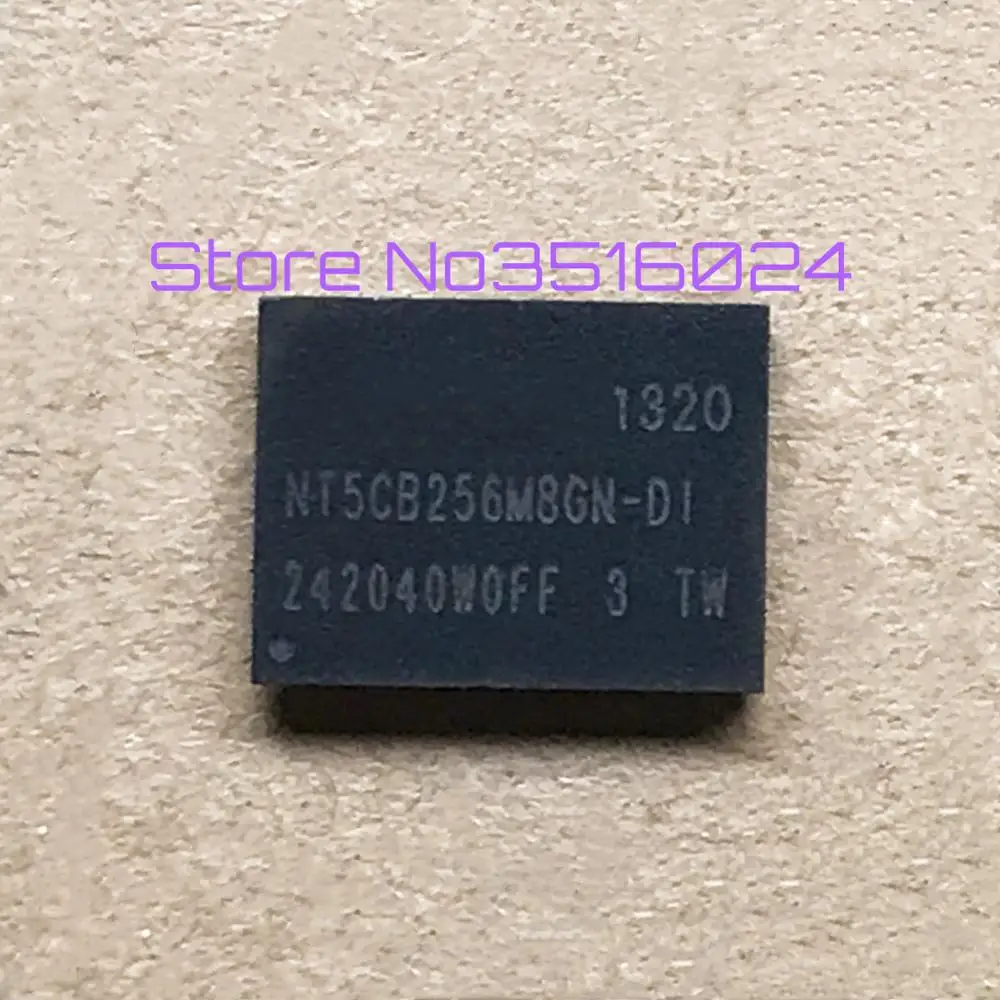 Store No3516024
1320
NT5CB256M8GN-DI
242040W0FF 3 TW